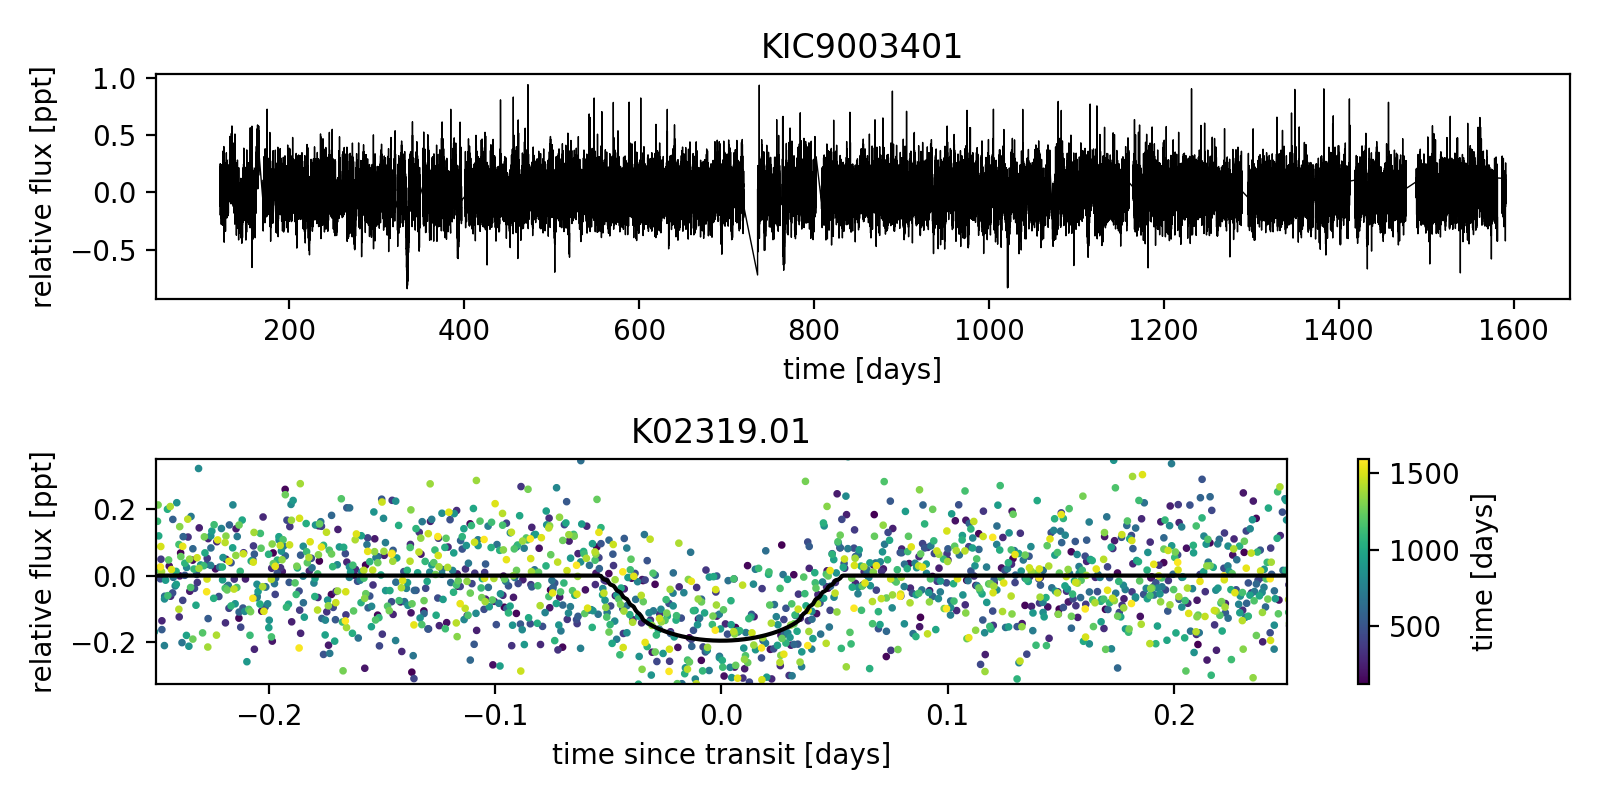 KIC9003401
relative flux [ppt]
1.0
0.5
0.0
−0.5
200 400 600 800 1000 1200 1400 1600
time [days]
K02319.01
relative flux [ppt]
0.2
0.0
−0.2
−0.2 −0.1 0.0 0.1 0.2
time since transit [days]
1500
1000
500
time [days]